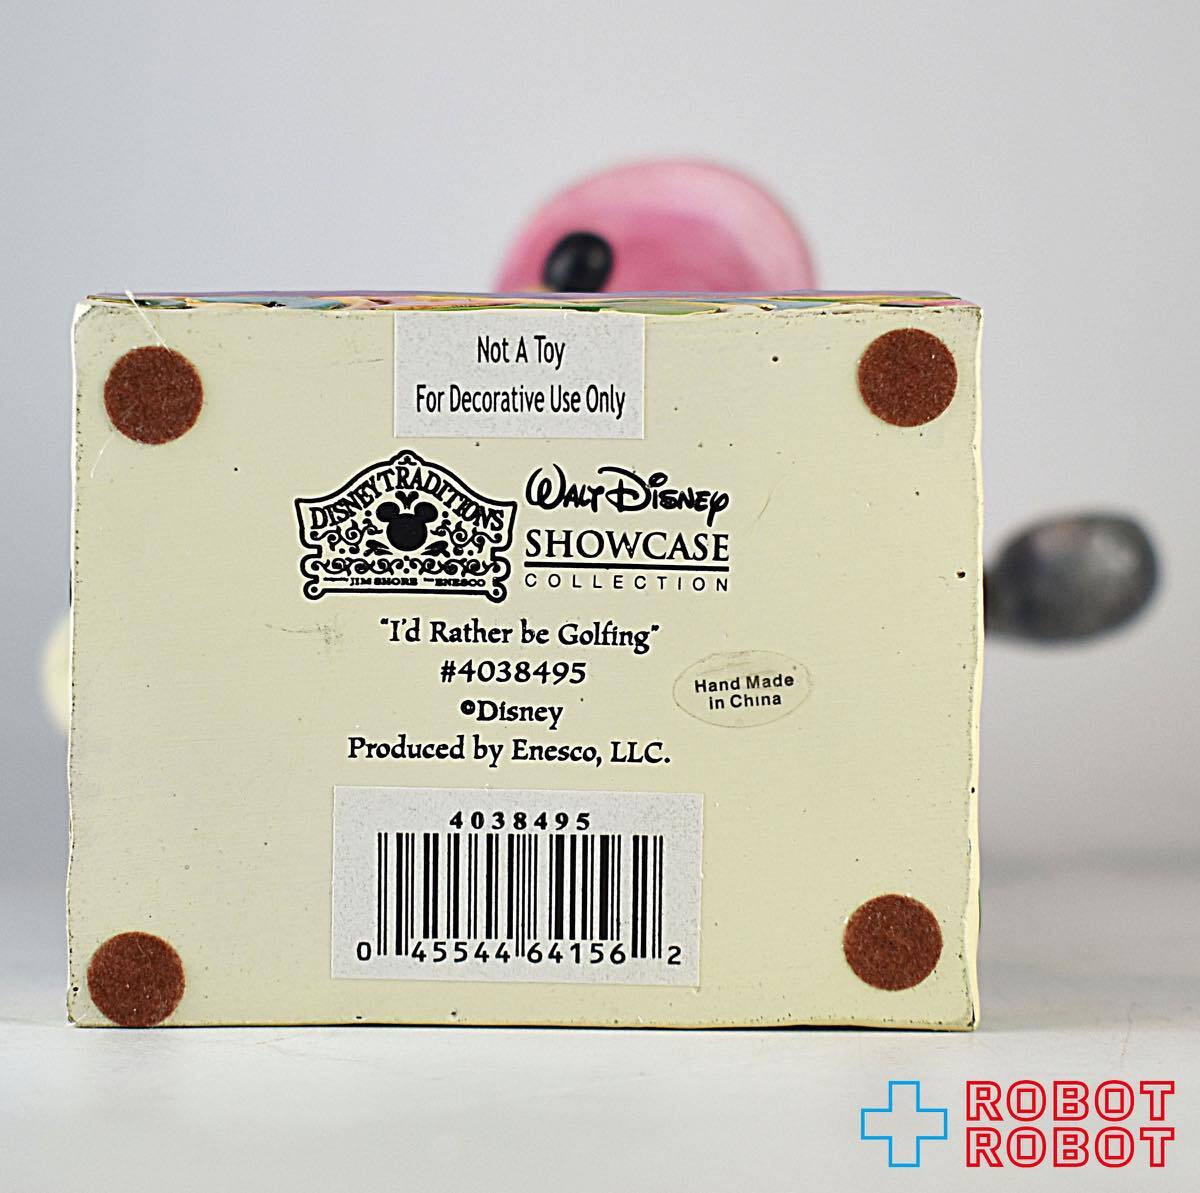 Not A Toy
For Decorative Use Only
DISNEY TRADITIONS
JIM SHORE ENESCO
WALT DISNEY
SHOWCASE
COLLECTION
"I'd Rather be Golfing"
#4038495
©Disney
Produced by Enesco, LLC.
Hand Made
in China
4038495
0 45544 64156 2
ROBOT
ROBOT